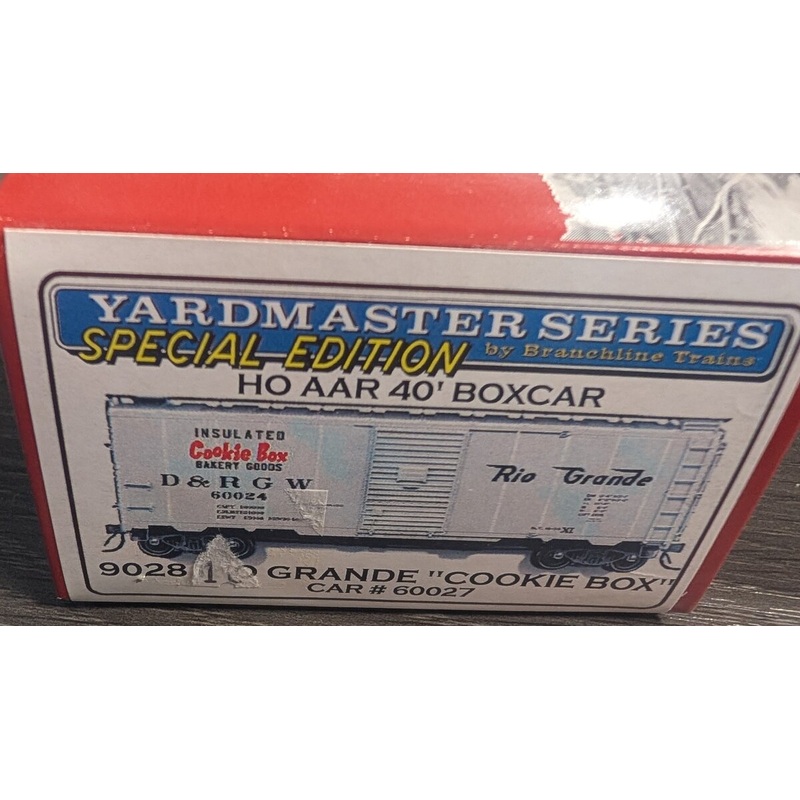 YARDMASTER SERIES
SPECIAL EDITION by Branchline Trains
HO AAR 40' BOXCAR
INSULATED
Cookie Box
BAKERY GOODS
D & R G W
60024
Rio Grande
9028 GRANDE "COOKIE BOX"
CAR # 60027